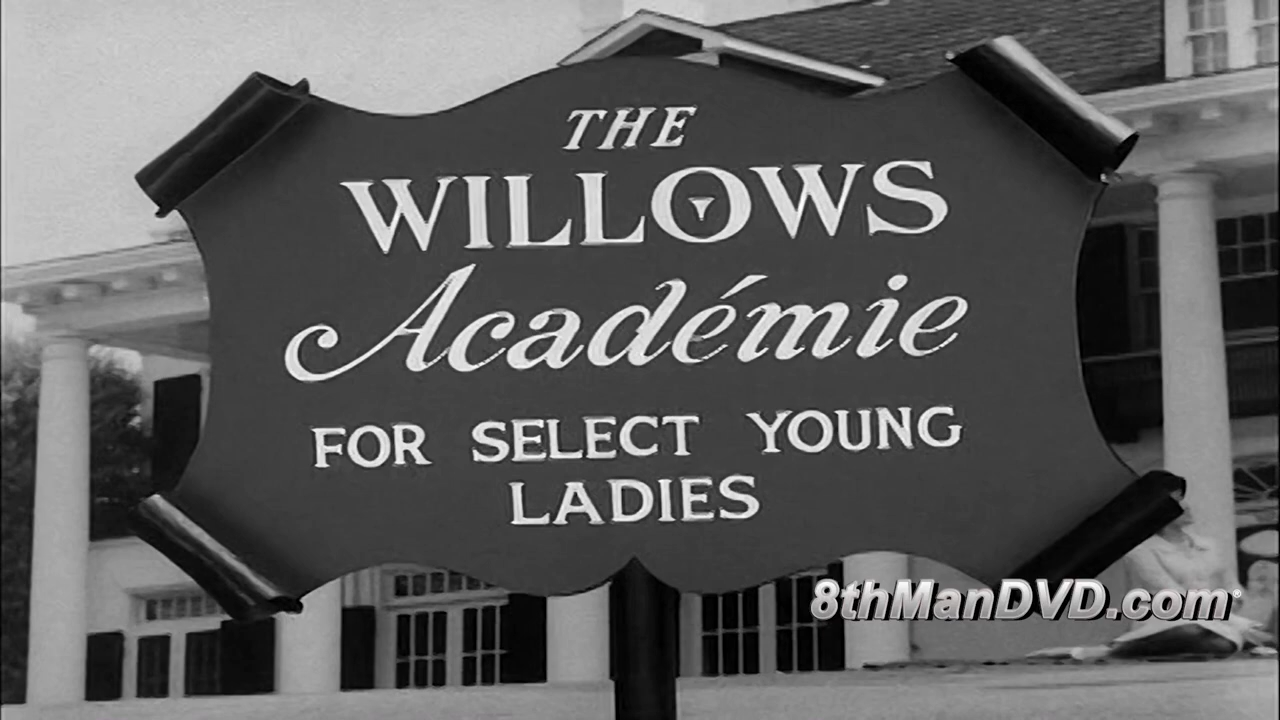 THE
WILLOWS
Académie
FOR SELECT YOUNG
LADIES
8thManDVD.com